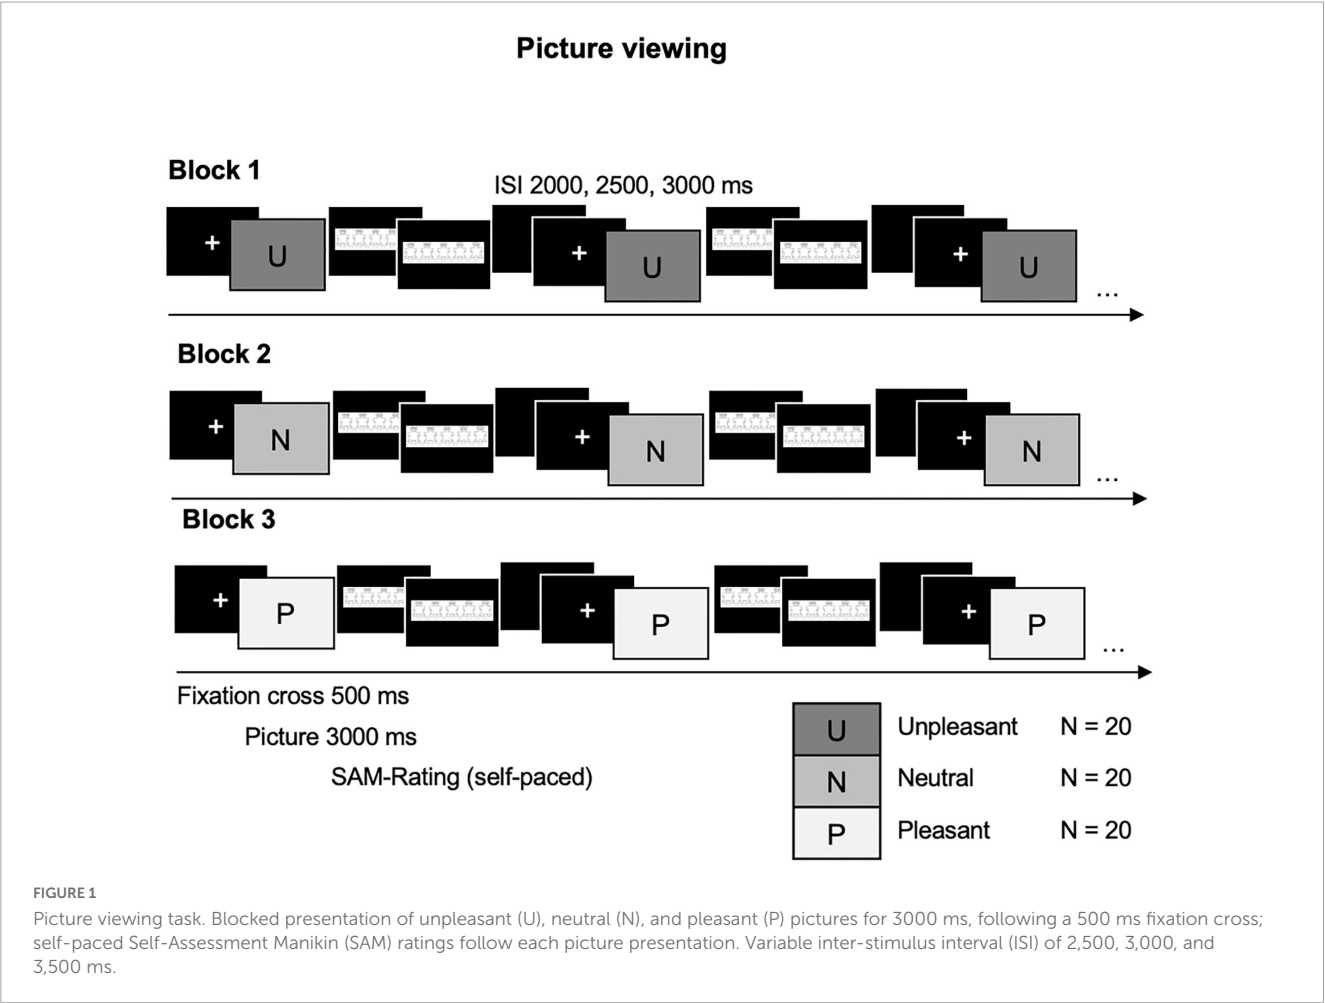 Picture viewing
Block 1
ISI 2000, 2500, 3000 ms
+ U + U + U ...
Block 2
+ N + N + N ...
Block 3
+ P + P + P ...
Fixation cross 500 ms
Picture 3000 ms
SAM-Rating (self-paced)
U Unpleasant N = 20
N Neutral N = 20
P Pleasant N = 20
FIGURE 1
Picture viewing task. Blocked presentation of unpleasant (U), neutral (N), and pleasant (P) pictures for 3000 ms, following a 500 ms fixation cross;
self-paced Self-Assessment Manikin (SAM) ratings follow each picture presentation. Variable inter-stimulus interval (ISI) of 2,500, 3,000, and
3,500 ms.